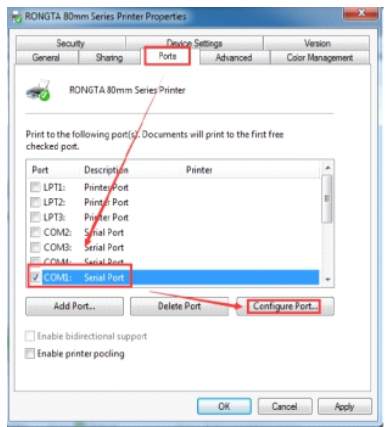 RONGTA 80mm Series Printer Properties
Security Device Settings Version
General Sharing Ports Advanced Color Management
RONGTA 80mm Series Printer
Print to the following port(s). Documents will print to the first free
checked port.
Port Description Printer
LPT1: Printer Port
LPT2: Printer Port
LPT3: Printer Port
COM2: Serial Port
COM3: Serial Port
COM4: Serial Port
COM1: Serial Port
Add Port... Delete Port Configure Port...
Enable bidirectional support
Enable printer pooling
OK Cancel Apply